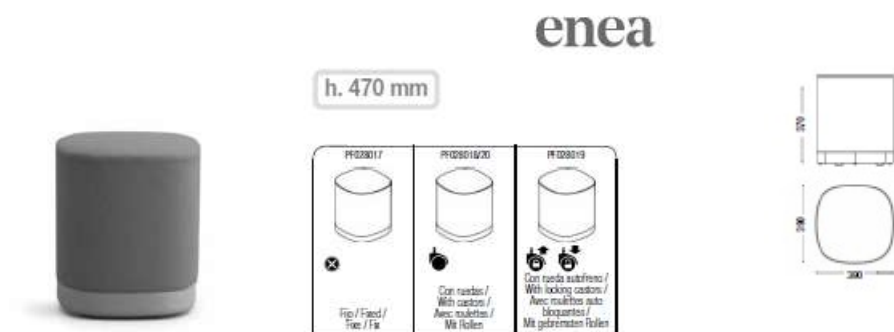 enea
h. 470 mm
PF028017
PF028018/20
PF028019
Fijo / Fixed /
Fixe / Fix
Con ruedas /
With castors /
Avec roulettes /
Mit Rollen
Con rueda autofreno /
With locking castors /
Avec roulettes auto
bloquantes /
Mit gebremsten Rollen
390